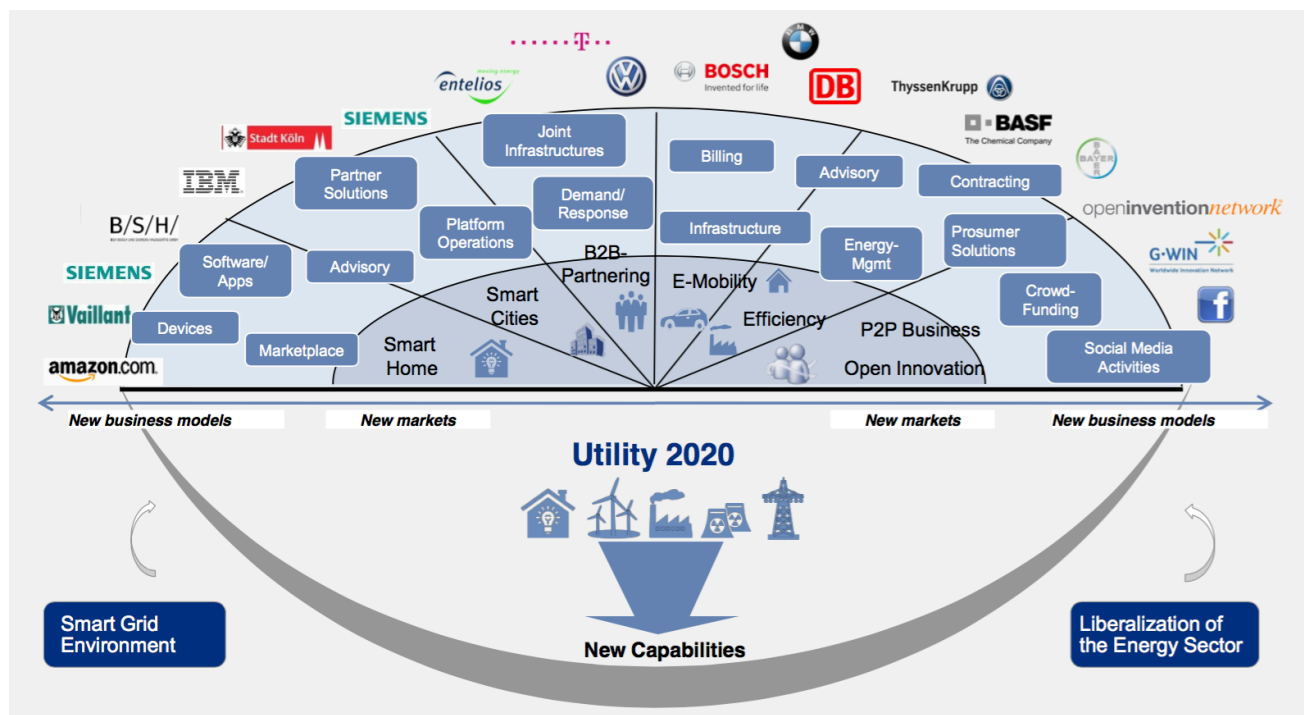 moving energy
entelios
T
VW
BMW
BOSCH
Invented for life
DB
ThyssenKrupp
BASF
The Chemical Company
BAYER
BAYER
openinventionnetwork
G·WIN
Worldwide Innovation Network
f
SIEMENS
Stadt Köln
IBM
B/S/H/
SIEMENS
Vaillant
amazon.com
Joint
Infrastructures
Billing
Advisory
Contracting
Partner
Solutions
Demand/
Response
Platform
Operations
Infrastructure
Energy-
Mgmt
Prosumer
Solutions
Software/
Apps
Advisory
Crowd-
Funding
Devices
Marketplace
Social Media
Activities
B2B-
Partnering
E-Mobility
Smart
Cities
Efficiency
Smart
Home
P2P Business
Open Innovation
New business models
New markets
New markets
New business models
Utility 2020
New Capabilities
Smart Grid
Environment
Liberalization of
the Energy Sector